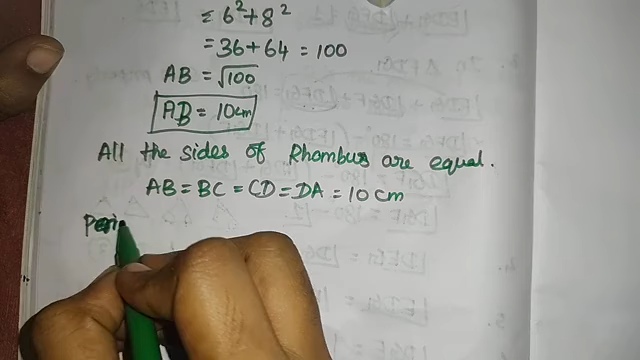 = 6² + 8²
= 36 + 64 = 100
AB = √100
AB = 10cm
All the sides of Rhombus are equal.
AB = BC = CD = DA = 10 cm
Peri